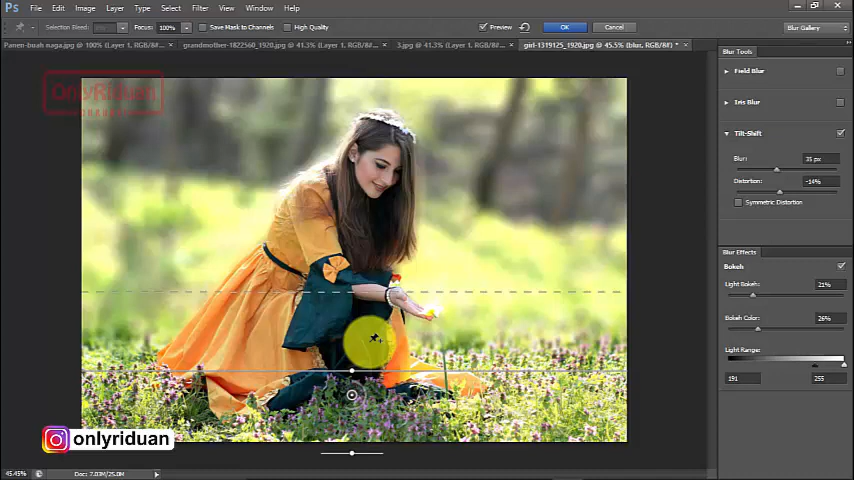 Ps File Edit Image Layer Type Select Filter View Window Help
Selection Bleed: Focus: 100% Save Mask to Channels High Quality Preview OK Cancel Blur Gallery
Panen-buah naga.jpg @ 100% (Layer 1, RGB/8#) * × grandmother-1822560_1920.jpg @ 41.3% (Layer 1, RGB/8#... × 3.jpg @ 41.3% (Layer 1, RGB/8#) * × girl-1319125_1920.jpg @ 45.5% (blur, RGB/8#) * ×
Blur Tools
Field Blur
Iris Blur
Tilt-Shift
Blur: 35 px
Distortion: -14%
Symmetric Distortion
Blur Effects
Bokeh
Light Bokeh: 21%
Bokeh Color: 26%
Light Range:
191 255
OnlyRiduan
onlyriduan
45.45% Doc: 7.03M/25.0M